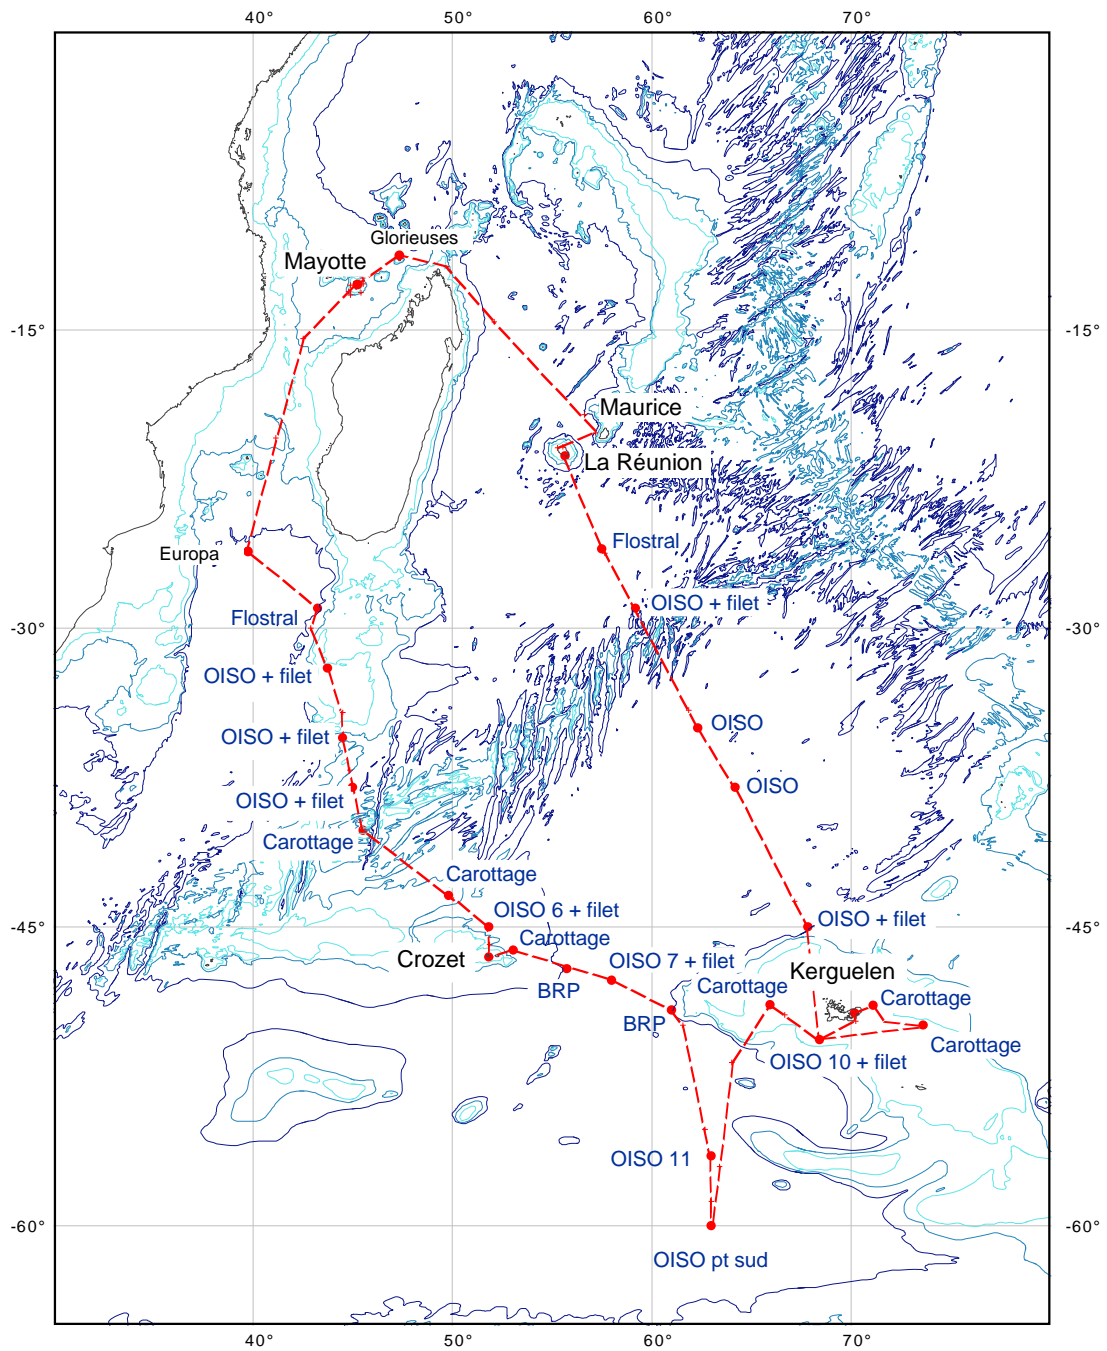 40° 50° 60° 70°
Glorieuses
Mayotte
-15° -15°
Maurice
La Réunion
Flostral
Europa
OISO + filet
Flostral
-30° -30°
OISO + filet
OISO
OISO + filet
OISO
OISO + filet
Carottage
Carottage
OISO 6 + filet
OISO + filet
-45° -45°
Carottage
Crozet
OISO 7 + filet
Kerguelen
BRP
Carottage
Carottage
BRP
Carottage
OISO 10 + filet
OISO 11
-60° -60°
OISO pt sud
40° 50° 60° 70°